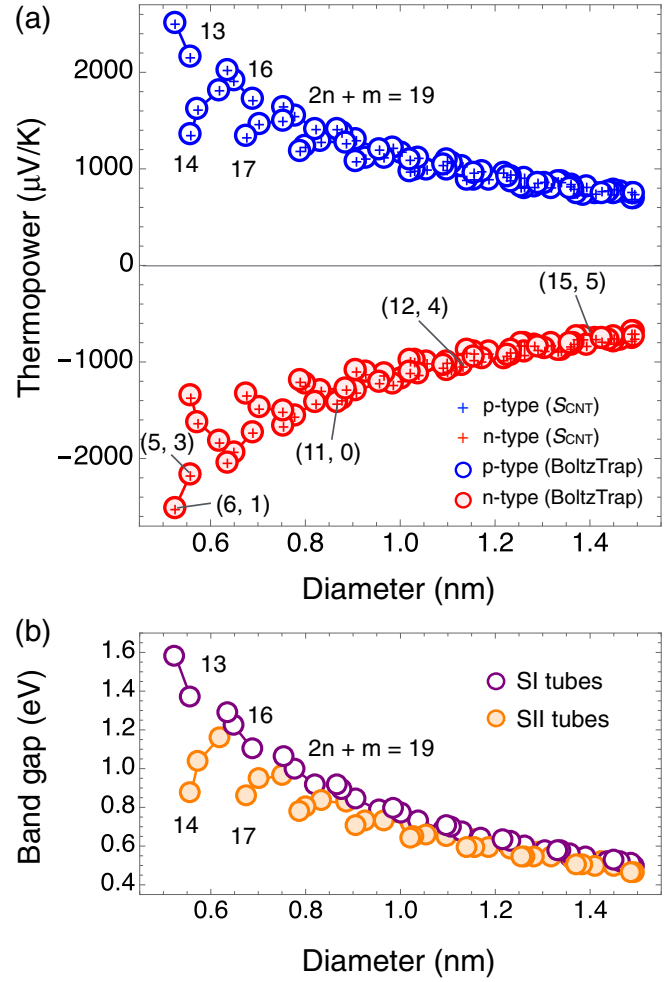 (a)
13
16
2n + m = 19
14
17
2000
1000
0
−1000
−2000
Thermopower (μV/K)
(15, 5)
(12, 4)
(5, 3)
(11, 0)
(6, 1)
+ p-type (SCNT)
+ n-type (SCNT)
p-type (BoltzTrap)
n-type (BoltzTrap)
0.6 0.8 1.0 1.2 1.4
Diameter (nm)
(b)
1.6
1.4
1.2
1.0
0.8
0.6
0.4
Band gap (eV)
13
16
2n + m = 19
14
17
SI tubes
SII tubes
0.6 0.8 1.0 1.2 1.4
Diameter (nm)